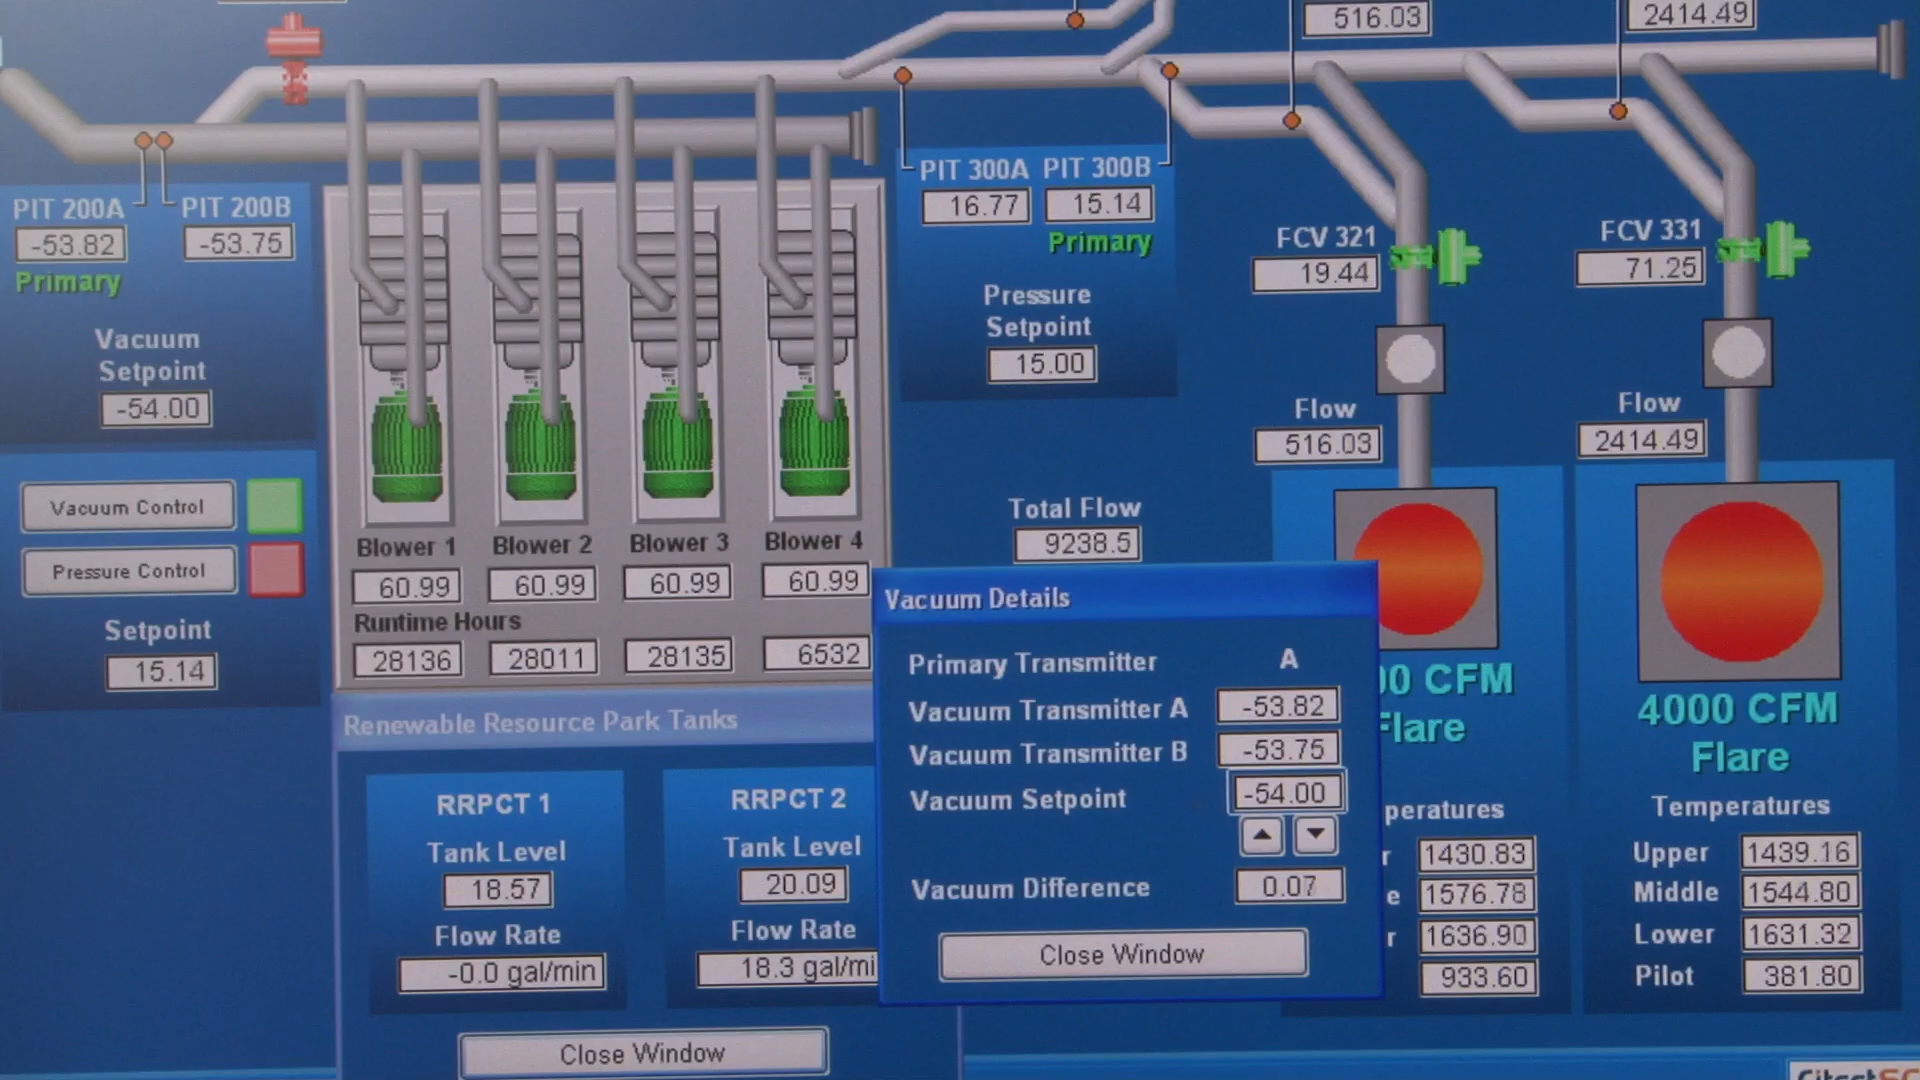 516.03
2414.49
PIT 200A
PIT 200B
-53.82
-53.75
Primary
Vacuum
Setpoint
-54.00
Vacuum Control
Pressure Control
Setpoint
15.14
Blower 1
Blower 2
Blower 3
Blower 4
60.99
60.99
60.99
60.99
Runtime Hours
28136
28011
28135
6532
PIT 300A
PIT 300B
16.77
15.14
Primary
Pressure
Setpoint
15.00
Total Flow
9238.5
FCV 321
19.44
FCV 331
71.25
Flow
516.03
Flow
2414.49
Renewable Resource Park Tanks
RRPCT 1
Tank Level
18.57
Flow Rate
-0.0 gal/min
RRPCT 2
Tank Level
20.09
Flow Rate
18.3 gal/mi
Close Window
Vacuum Details
Primary Transmitter A
Vacuum Transmitter A -53.82
Vacuum Transmitter B -53.75
Vacuum Setpoint -54.00
Vacuum Difference 0.07
Close Window
00 CFM
Flare
peratures
r 1430.83
e 1576.78
r 1636.90
933.60
4000 CFM
Flare
Temperatures
Upper 1439.16
Middle 1544.80
Lower 1631.32
Pilot 381.80